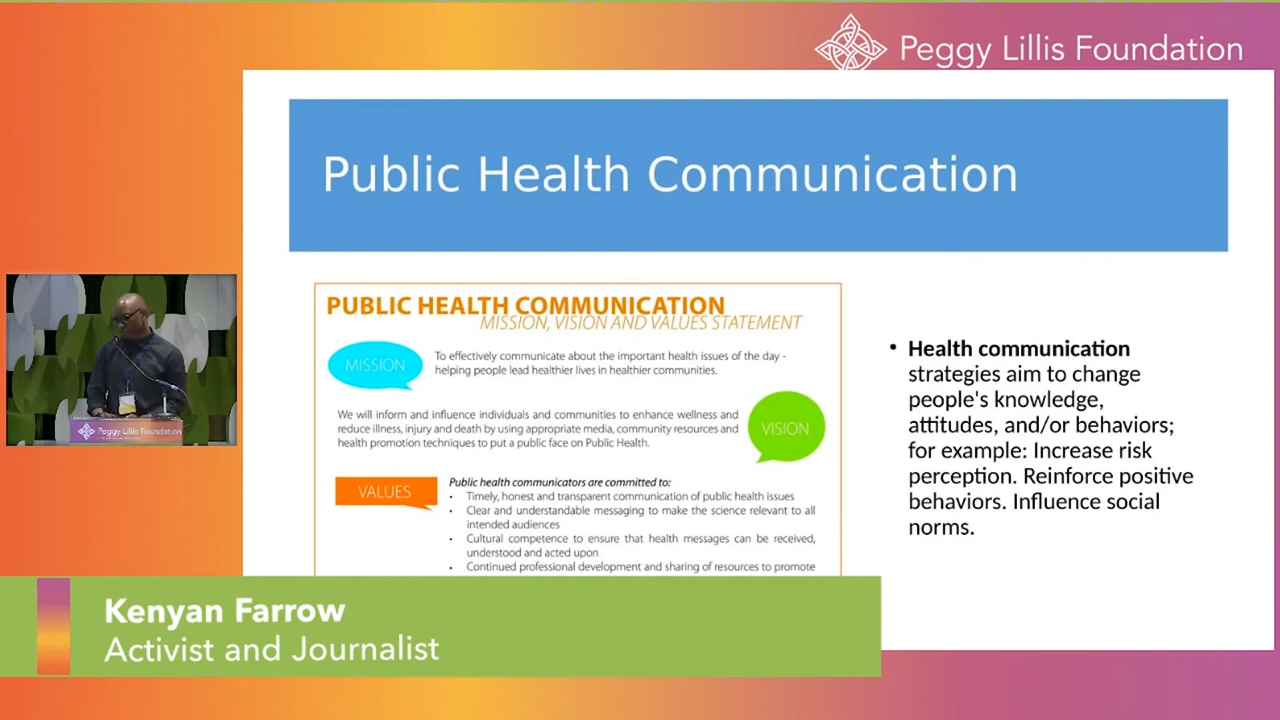 Peggy Lillis Foundation
Public Health Communication
PUBLIC HEALTH COMMUNICATION
MISSION, VISION AND VALUES STATEMENT
MISSION
To effectively communicate about the important health issues of the day -
helping people lead healthier lives in healthier communities.
We will inform and influence individuals and communities to enhance wellness and
reduce illness, injury and death by using appropriate media, community resources and
health promotion techniques to put a public face on Public Health.
VISION
VALUES
Public health communicators are committed to:
• Timely, honest and transparent communication of public health issues
• Clear and understandable messaging to make the science relevant to all
intended audiences
• Cultural competence to ensure that health messages can be received,
understood and acted upon
• Continued professional development and sharing of resources to promote
• Health communication
strategies aim to change
people's knowledge,
attitudes, and/or behaviors;
for example: Increase risk
perception. Reinforce positive
behaviors. Influence social
norms.
Peggy Lillis Foundation
Kenyan Farrow
Activist and Journalist